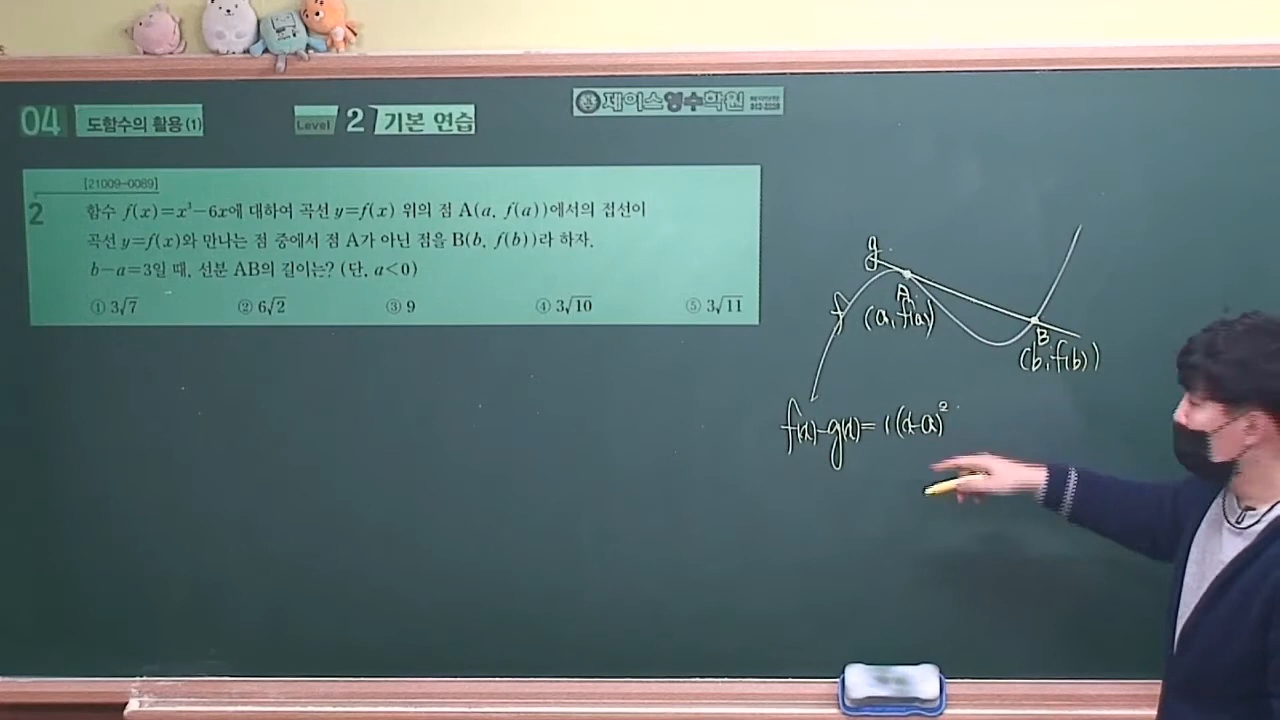 제이스영수학원
04 도함수의 활용(1) Level 2 기본 연습
[21009-0089]
2 함수 f(x)=x³-6x에 대하여 곡선 y=f(x) 위의 점 A(a, f(a))에서의 접선이
곡선 y=f(x)와 만나는 점 중에서 점 A가 아닌 점을 B(b, f(b))라 하자.
b-a=3일 때, 선분 AB의 길이는? (단, a<0)
① 3√7 ② 6√2 ③ 9 ④ 3√10 ⑤ 3√11
g
f
A
(a, f(a))
B
(b, f(b))
f(x)-g(x)=1(x-a)²